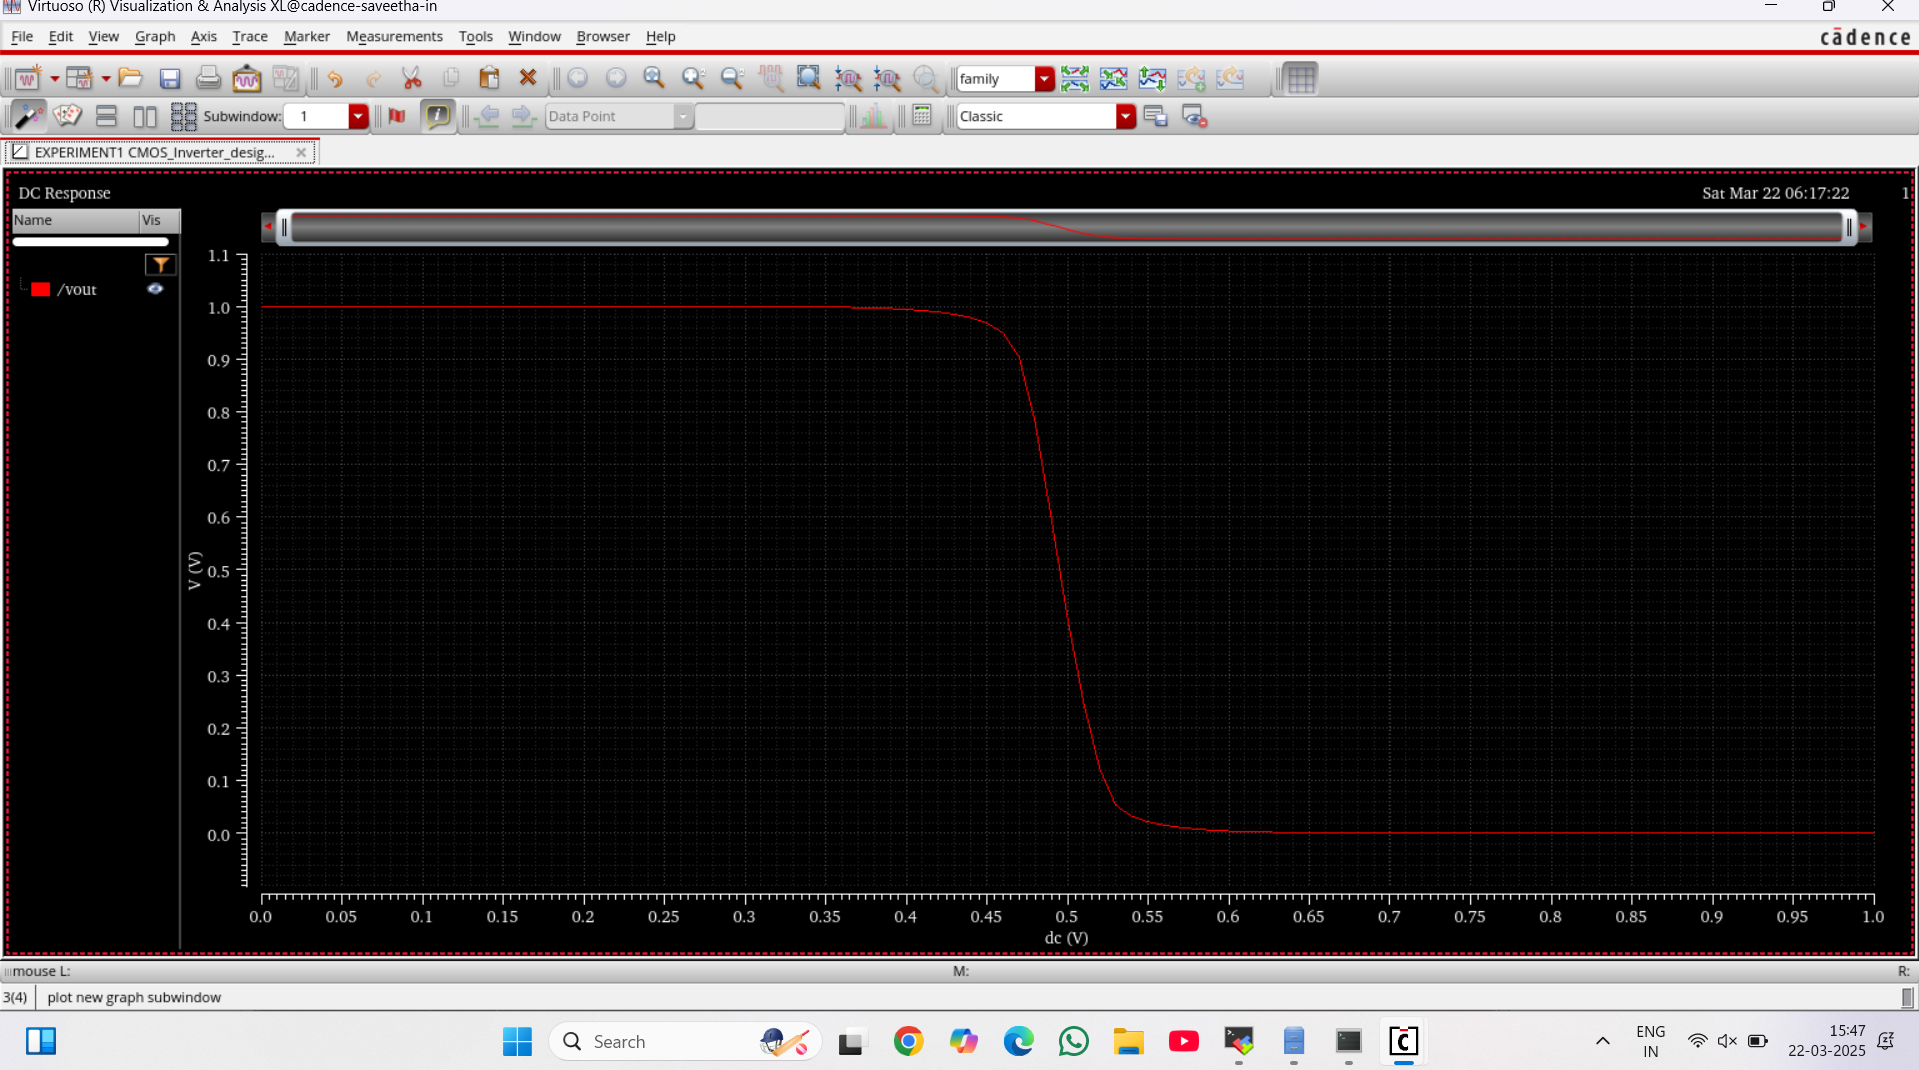 Virtuoso (R) Visualization & Analysis XL@cadence-saveetha-in
File Edit View Graph Axis Trace Marker Measurements Tools Window Browser Help
cādence
family
Subwindow: 1
Data Point
Classic
EXPERIMENT1 CMOS_Inverter_desig...
DC Response
Sat Mar 22 06:17:22 1
Name Vis
/vout
1.1
1.0
0.9
0.8
0.7
0.6
0.5
0.4
0.3
0.2
0.1
0.0
V (V)
0.0 0.05 0.1 0.15 0.2 0.25 0.3 0.35 0.4 0.45 0.5 0.55 0.6 0.65 0.7 0.75 0.8 0.85 0.9 0.95 1.0
dc (V)
mouse L: M: R:
3(4) plot new graph subwindow
Search
ENG
IN
15:47
22-03-2025